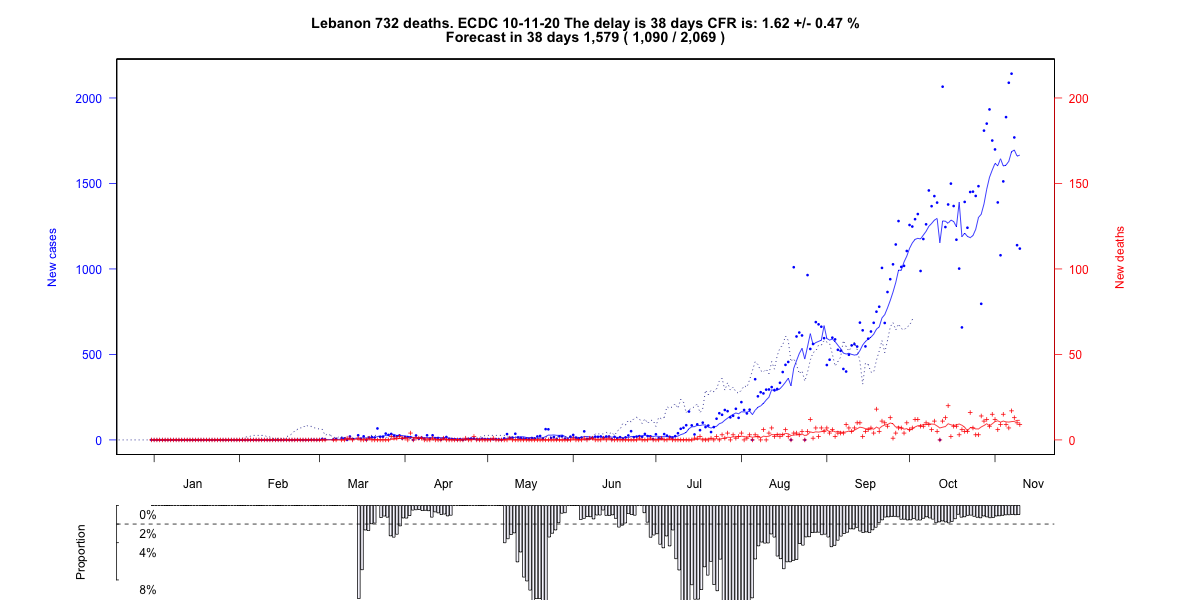 Lebanon 732 deaths. ECDC 10-11-20 The delay is 38 days CFR is: 1.62 +/- 0.47 %
Forecast in 38 days 1,579 ( 1,090 / 2,069 )
2000
1500
1000
500
0
New cases
200
150
100
50
0
New deaths
Jan Feb Mar Apr May Jun Jul Aug Sep Oct Nov
0%
2%
4%
8%
Proportion